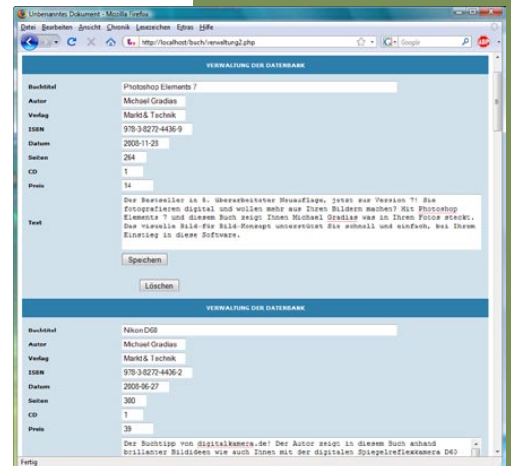 Unbenanntes Dokument - Mozilla Firefox
Datei Bearbeiten Ansicht Chronik Lesezeichen Extras Hilfe
http://localhost/buch/verwaltung2.php Google
VERWALTUNG DER DATENBANK
Buchtitel Photoshop Elements 7
Autor Michael Gradias
Verlag Markt & Technik
ISBN 978-3-8272-4436-9
Datum 2008-11-23
Seiten 264
CD 1
Preis 14
Der Bestseller in 5. überarbeiteter Neuauflage, jetzt zur Version 7! Sie
fotografieren digital und wollen mehr aus Ihren Bildern machen? Mit Photoshop
Elements 7 und diesem Buch zeigt Ihnen Michael Gradias was in Ihren Fotos steckt.
Text Das visuelle Bild-für Bild-Konzept unterstützt Sie schnell und einfach, bei Ihrem
Einstieg in diese Software.
Speichern
Löschen
VERWALTUNG DER DATENBANK
Buchtitel Nikon D60
Autor Michael Gradias
Verlag Markt & Technik
ISBN 978-3-8272-4406-2
Datum 2008-06-27
Seiten 300
CD 1
Preis 39
Der Buchtipp von digitalkamera.de! Der Autor zeigt in diesem Buch anhand
brillanter Bildideen wie auch Ihnen mit der digitalen Spiegelreflexkamera D60
Fertig